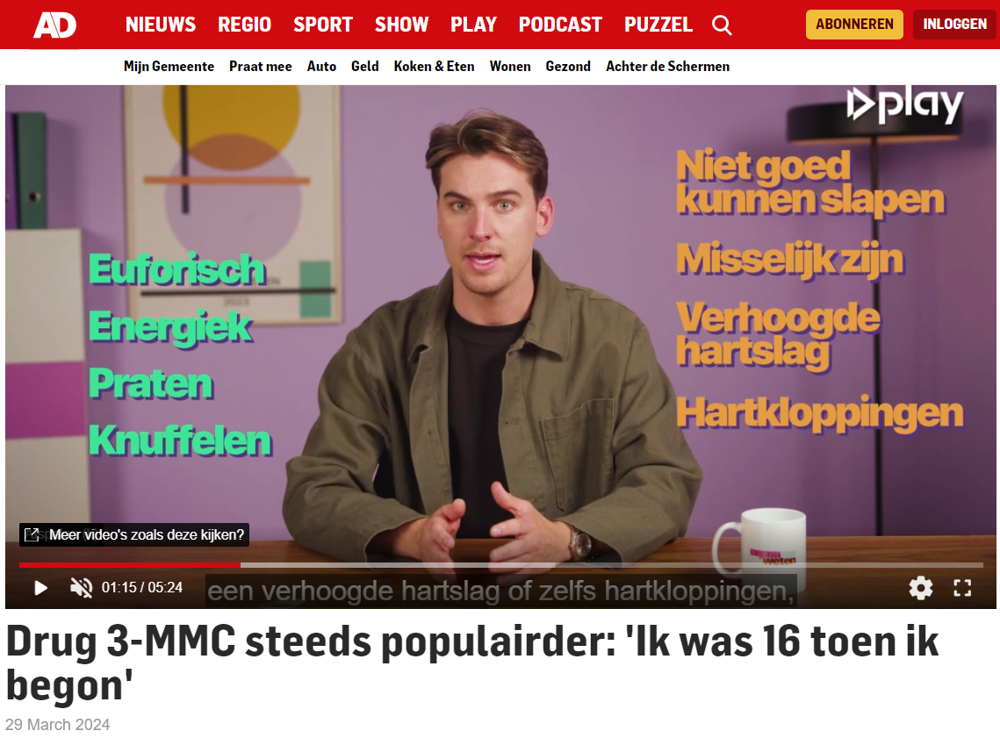 AD
NIEUWS REGIO SPORT SHOW PLAY PODCAST PUZZEL
ABONNEREN INLOGGEN
Mijn Gemeente Praat mee Auto Geld Koken & Eten Wonen Gezond Achter de Schermen
play
Niet goed
kunnen slapen
Misselijk zijn
Verhoogde
hartslag
Hartkloppingen
Euforisch
Energiek
Praten
Knuffelen
weten
Meer video's zoals deze kijken?
01:15 / 05:24
een verhoogde hartslag of zelfs hartkloppingen,
Drug 3-MMC steeds populairder: 'Ik was 16 toen ik
begon'
29 March 2024